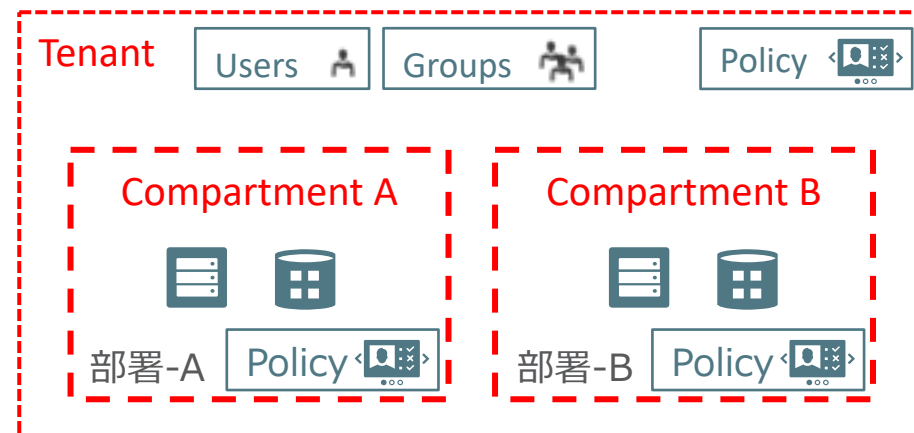 Tenant
Users
Groups
Policy
Compartment A
Compartment B
部署-A
Policy
部署-B
Policy